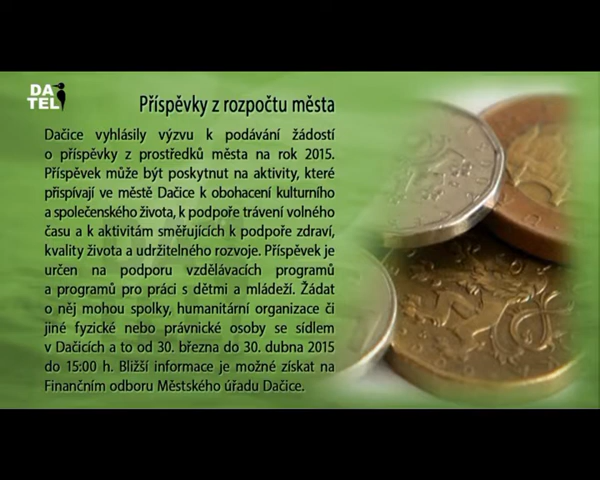 DA
TEL
Příspěvky z rozpočtu města
Dačice vyhlásily výzvu k podávání žádostí
o příspěvky z prostředků města na rok 2015.
Příspěvek může být poskytnut na aktivity, které
přispívají ve městě Dačice k obohacení kulturního
a společenského života, k podpoře trávení volného
času a k aktivitám směřujících k podpoře zdraví,
kvality života a udržitelného rozvoje. Příspěvek je
určen na podporu vzdělávacích programů
a programů pro práci s dětmi a mládeží. Žádat
o něj mohou spolky, humanitární organizace či
jiné fyzické nebo právnické osoby se sídlem
v Dačicích a to od 30. března do 30. dubna 2015
do 15:00 h. Bližší informace je možné získat na
Finančním odboru Městského úřadu Dačice.